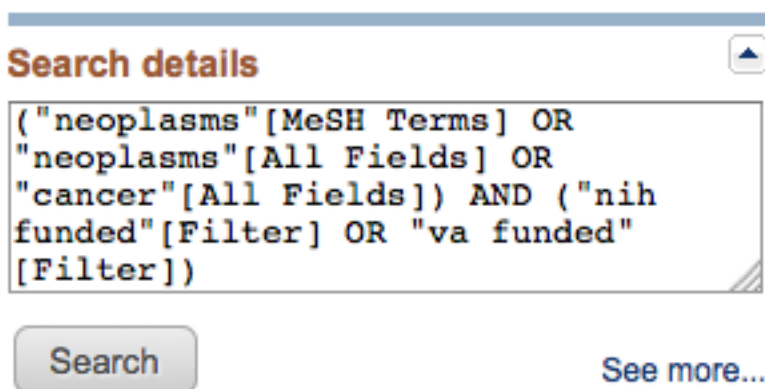 Search details
("neoplasms"[MeSH Terms] OR
"neoplasms"[All Fields] OR
"cancer"[All Fields]) AND ("nih
funded"[Filter] OR "va funded"
[Filter])
Search
See more...